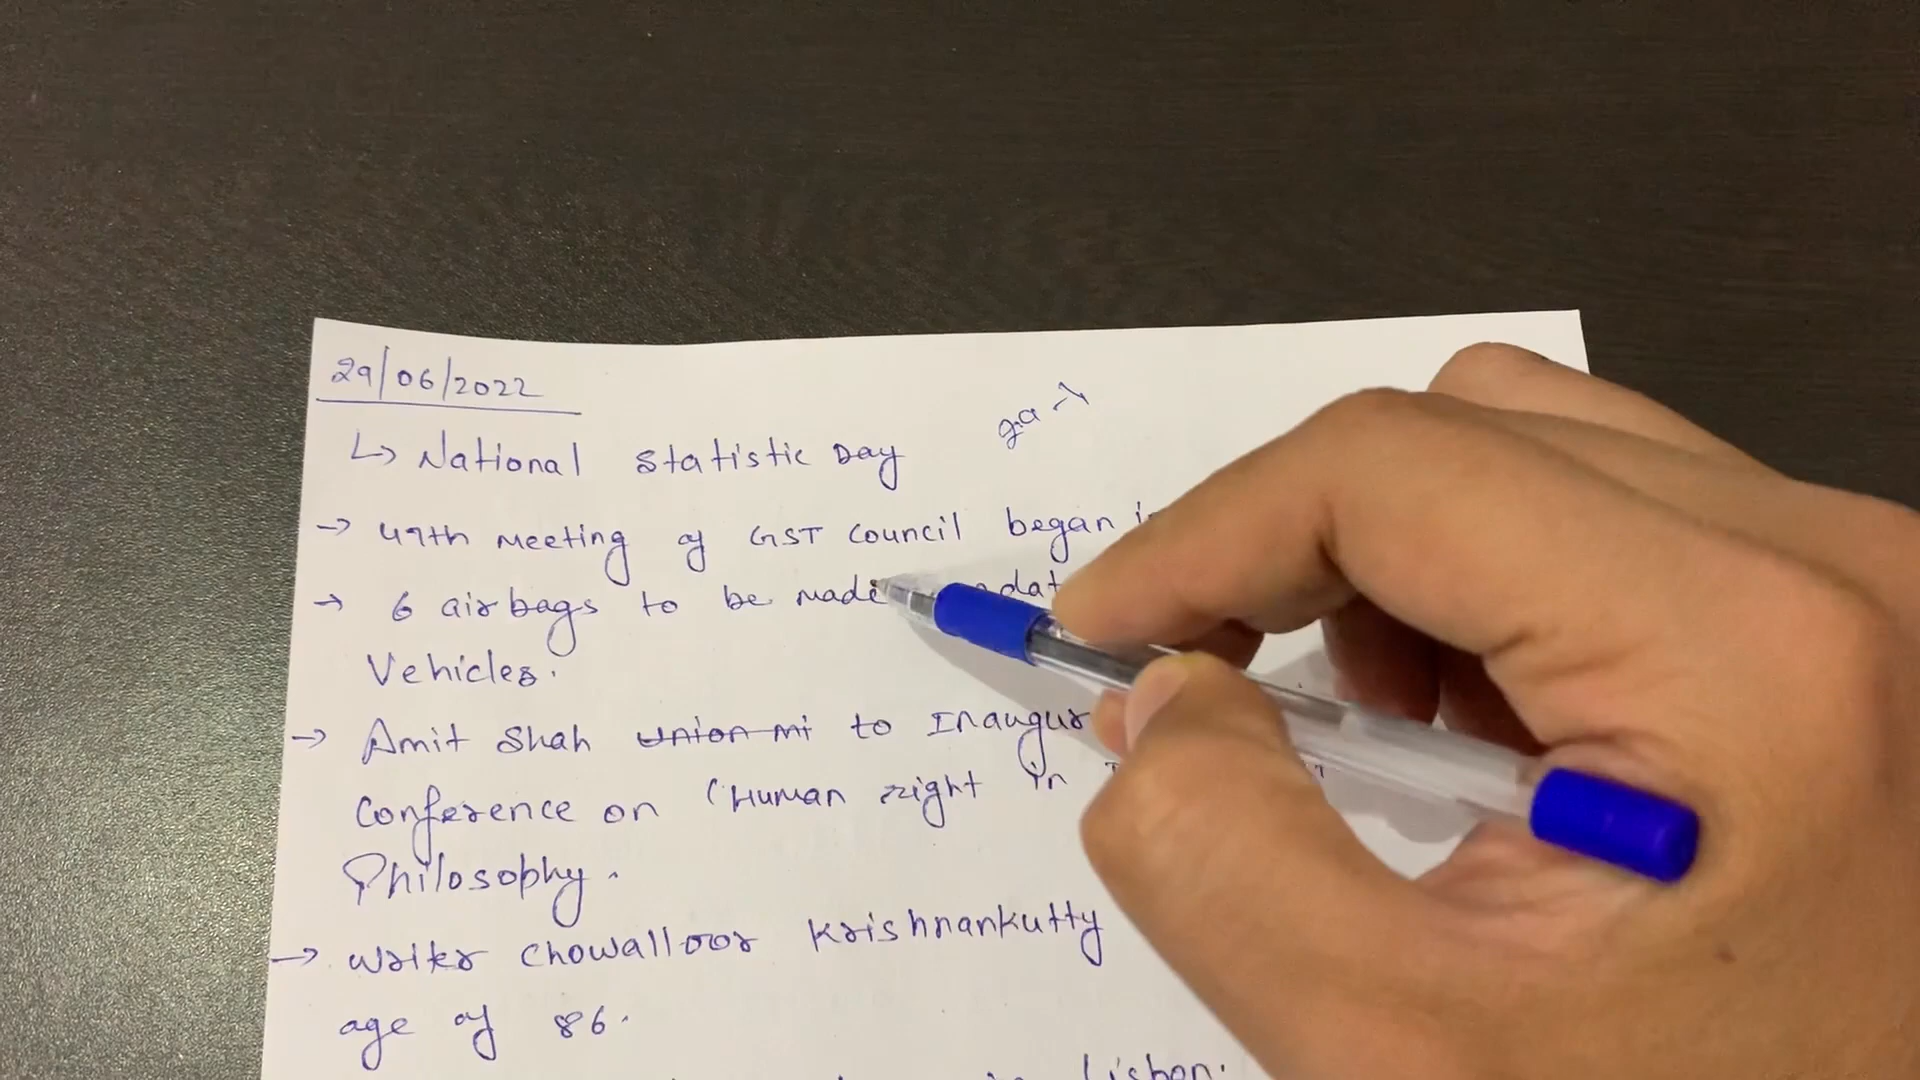 29/06/2022
↳ National Statistic Day
→ 47th Meeting of GST Council began
→ 6 airbags to be made
Vehicles.
→ Amit Shah Union Mi to
Conference on Human right in
Philosophy.
→ Writer Chowalloor Krishnankutty
age of 86.
Lisbon.